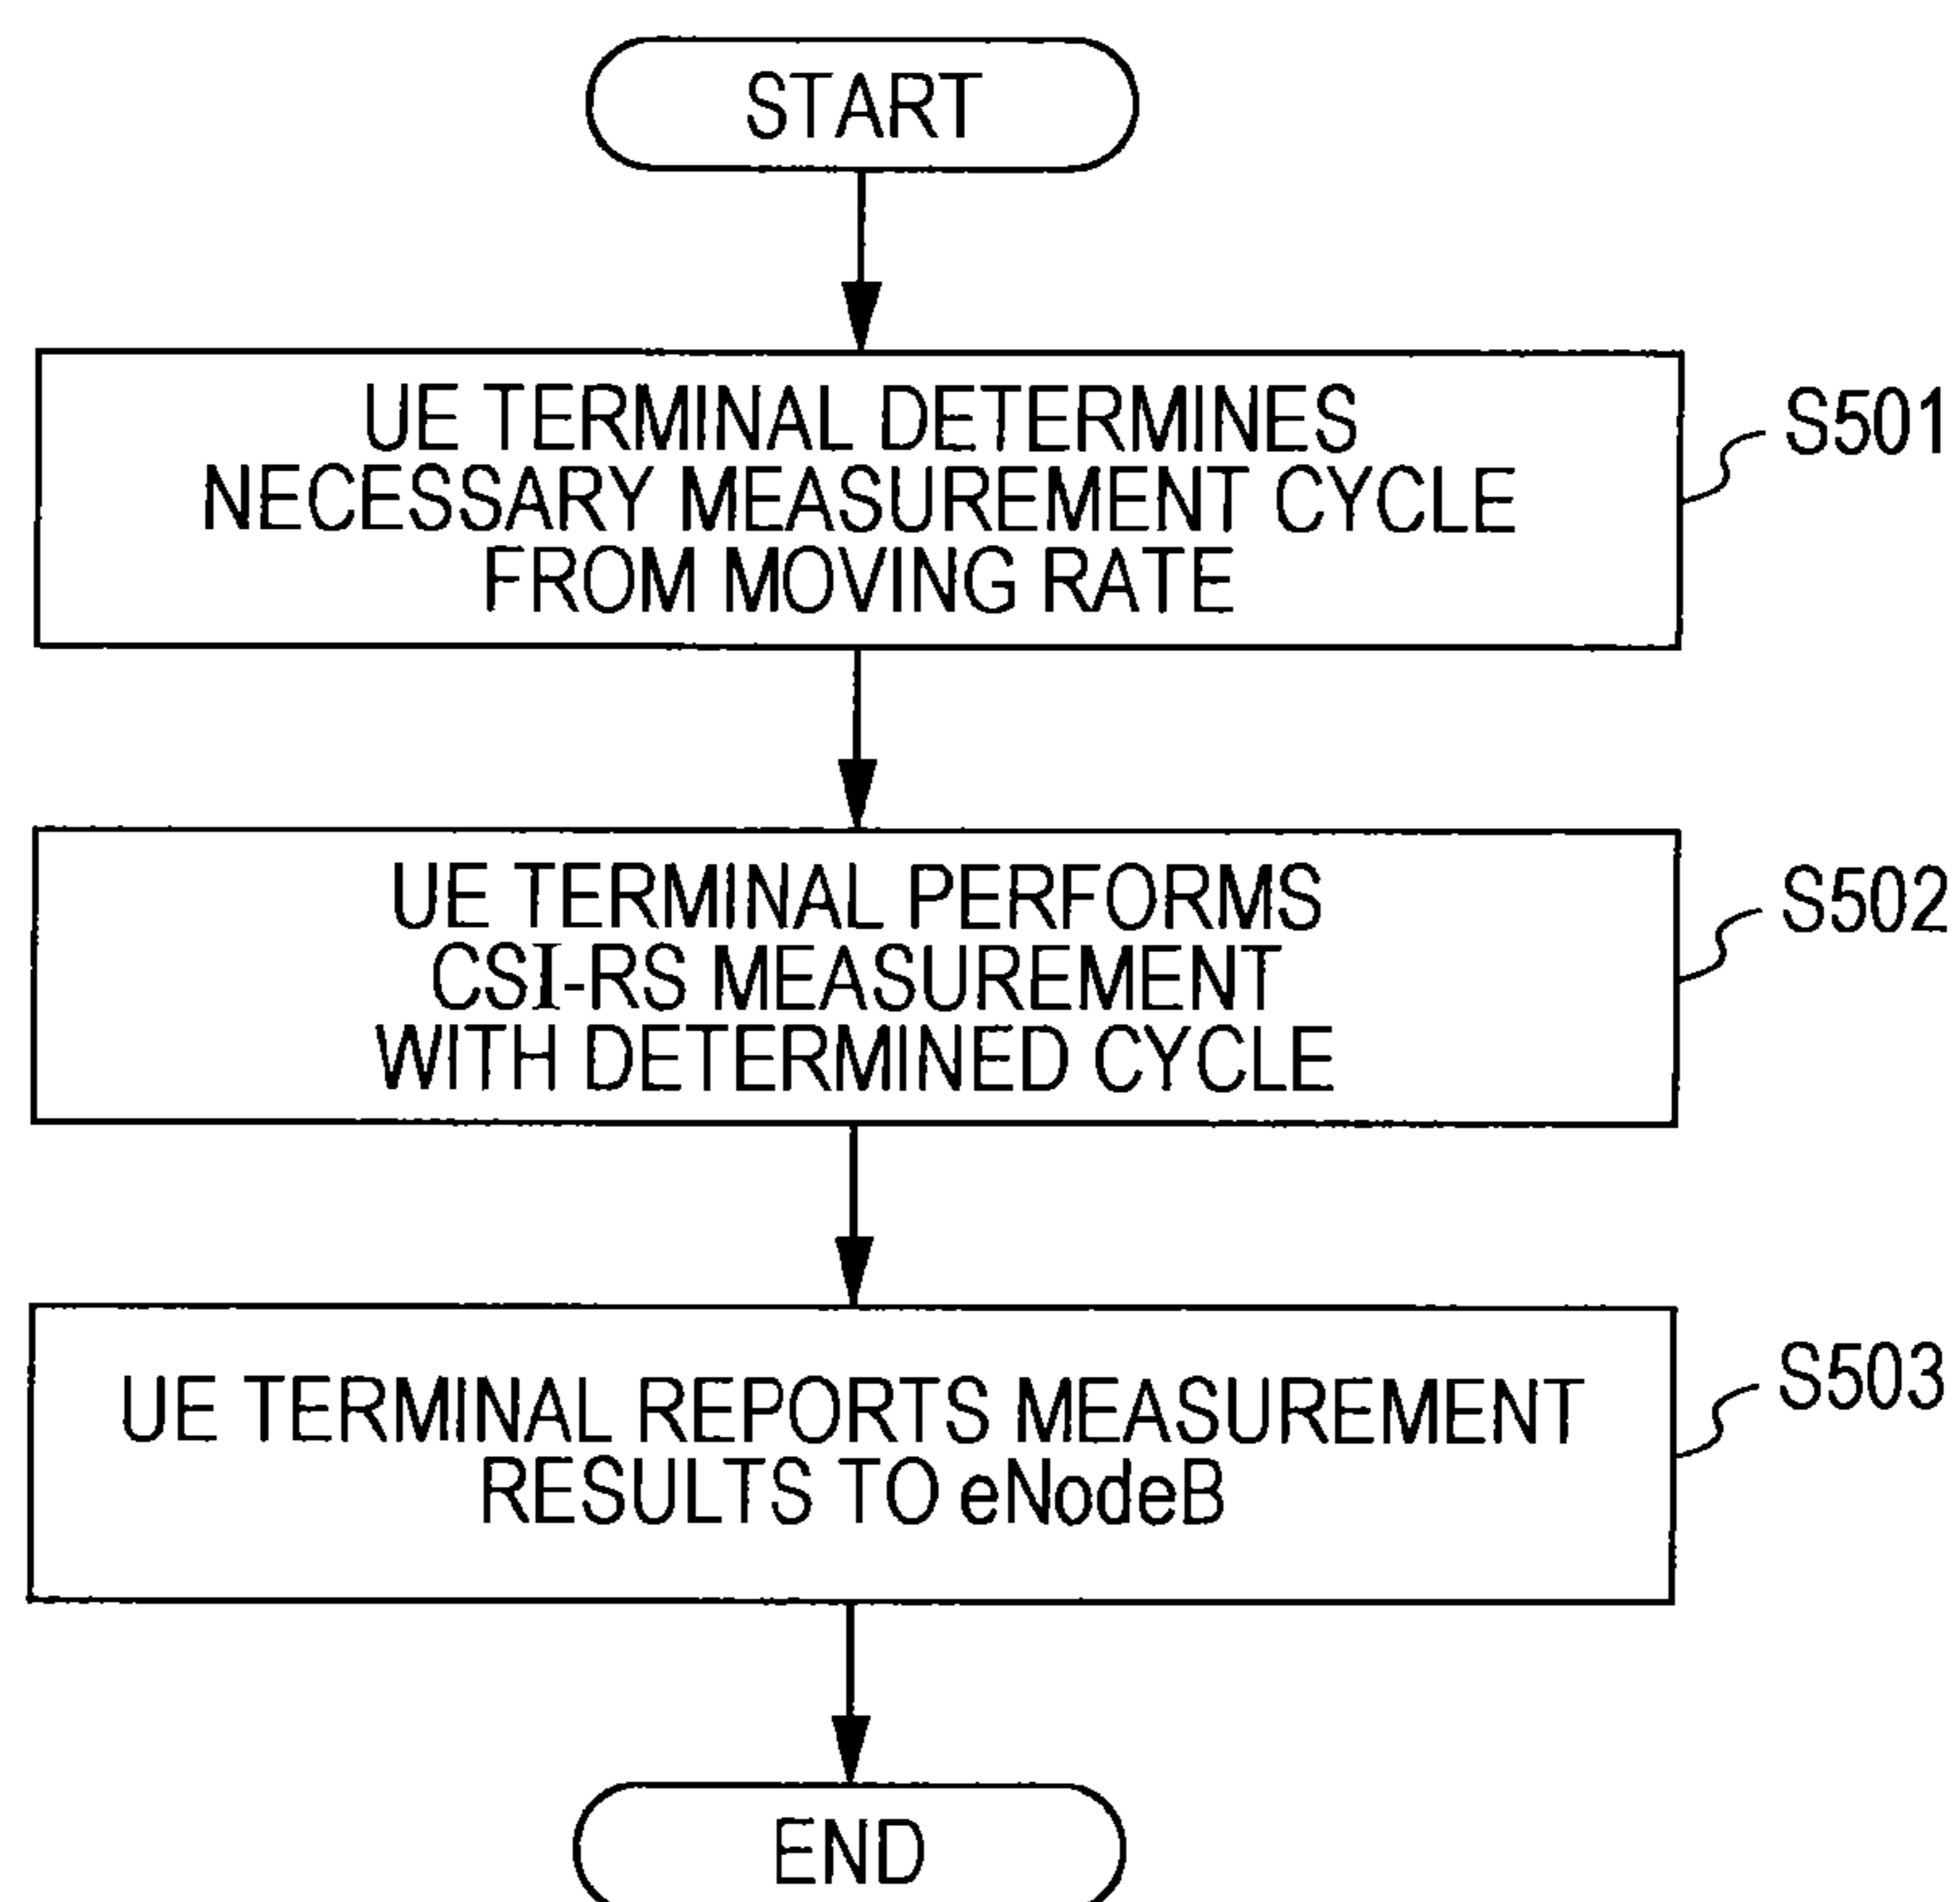 START
UE TERMINAL DETERMINES
NECESSARY MEASUREMENT CYCLE
FROM MOVING RATE
S501
UE TERMINAL PERFORMS
CSI-RS MEASUREMENT
WITH DETERMINED CYCLE
S502
UE TERMINAL REPORTS MEASUREMENT
RESULTS TO eNodeB
S503
END